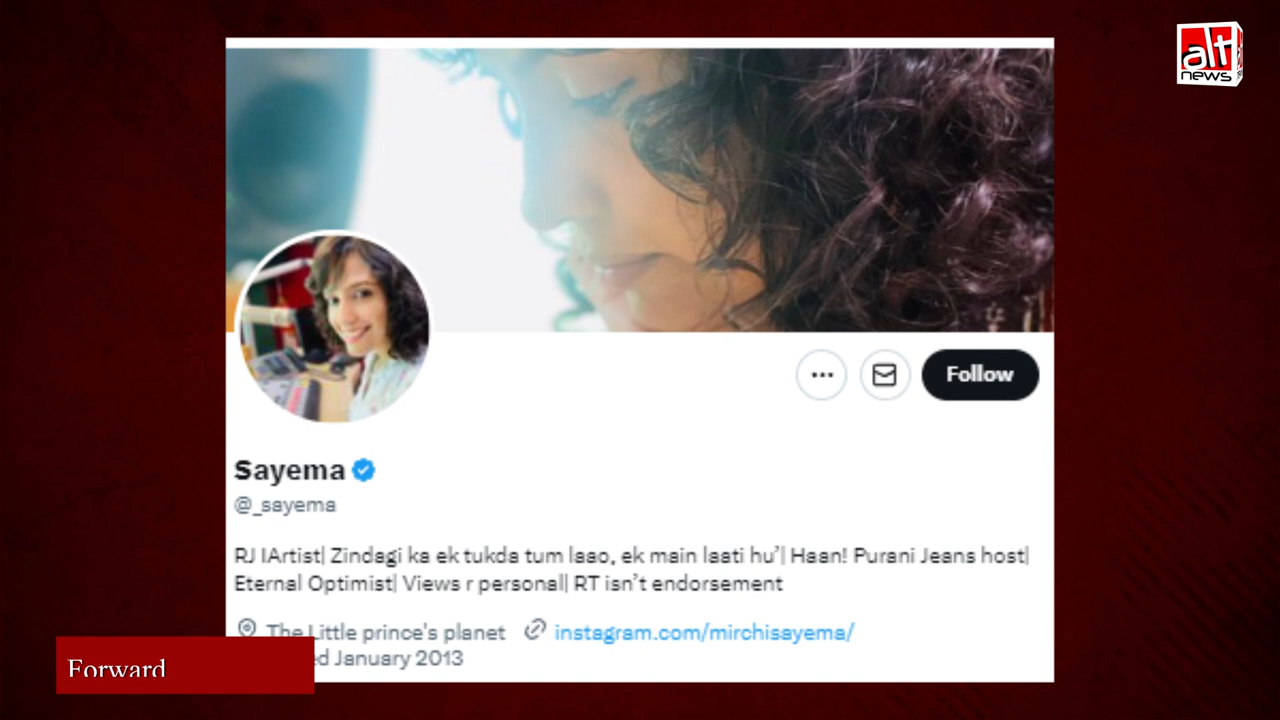 alt
news
Follow
Sayema
@_sayema
RJ IArtist| Zindagi ka ek tukda tum laao, ek main laati hu'| Haan! Purani Jeans host|
Eternal Optimist| Views r personal| RT isn't endorsement
The Little prince's planet instagram.com/mirchisayema/
ed January 2013
Forward